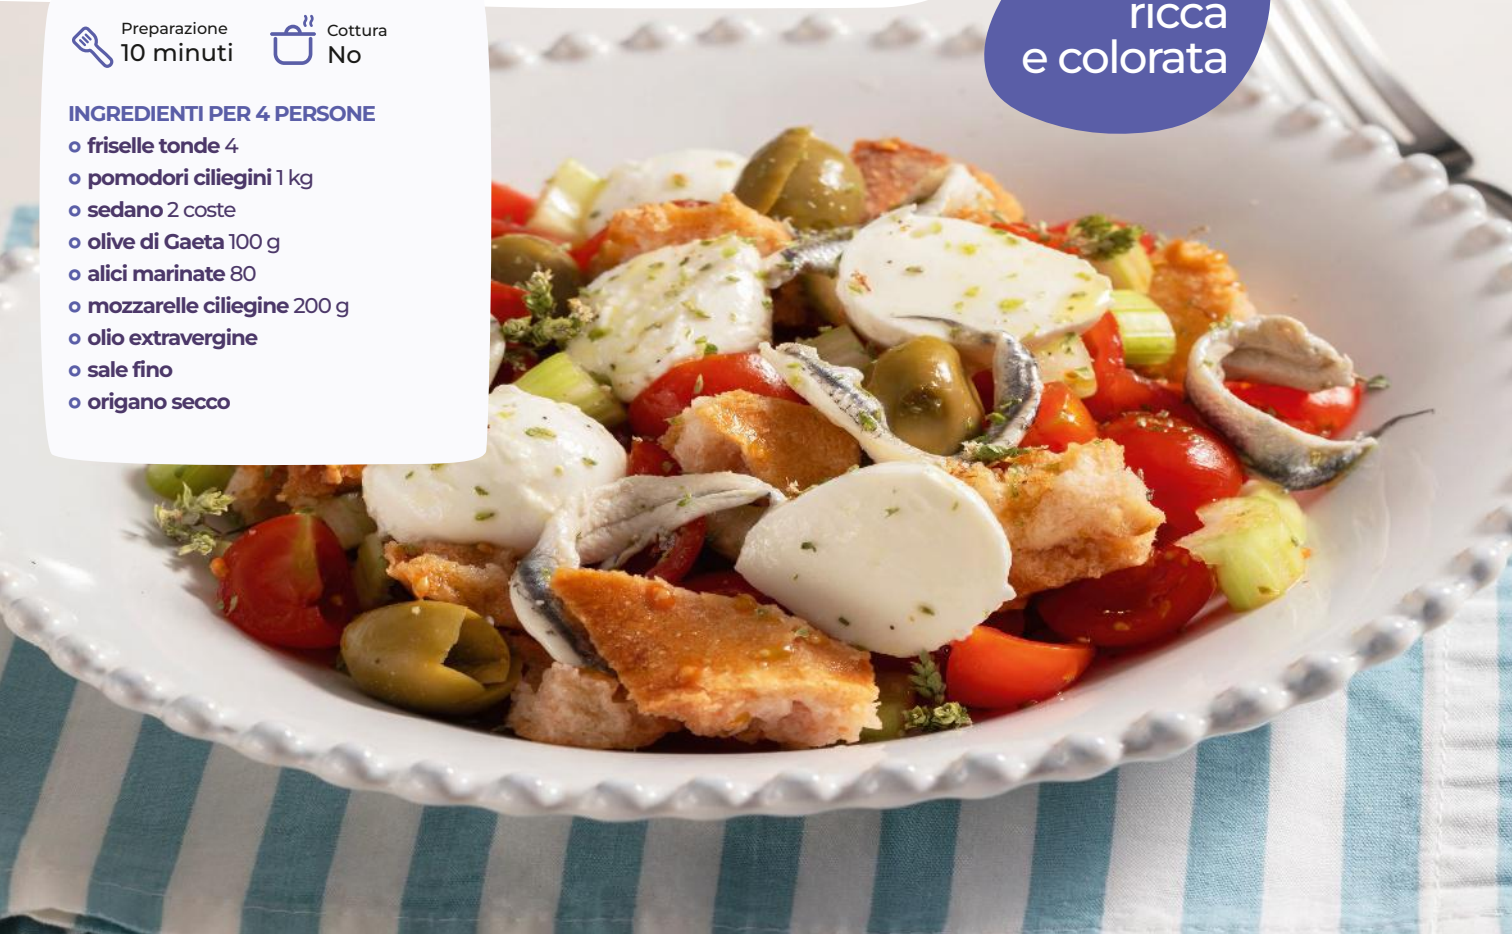 Preparazione
10 minuti
Cottura
No
ricca
e colorata
INGREDIENTI PER 4 PERSONE
friselle tonde 4
pomodori ciliegini 1 kg
sedano 2 coste
olive di Gaeta 100 g
alici marinate 80
mozzarelle ciliegine 200 g
olio extravergine
sale fino
origano secco